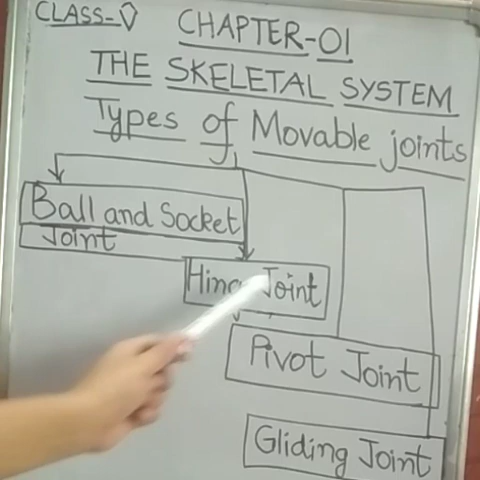 CLASS-V
CHAPTER-01
THE SKELETAL SYSTEM
Types of Movable joints
Ball and Socket
Joint
Joint
Pivot Joint
Gliding Joint